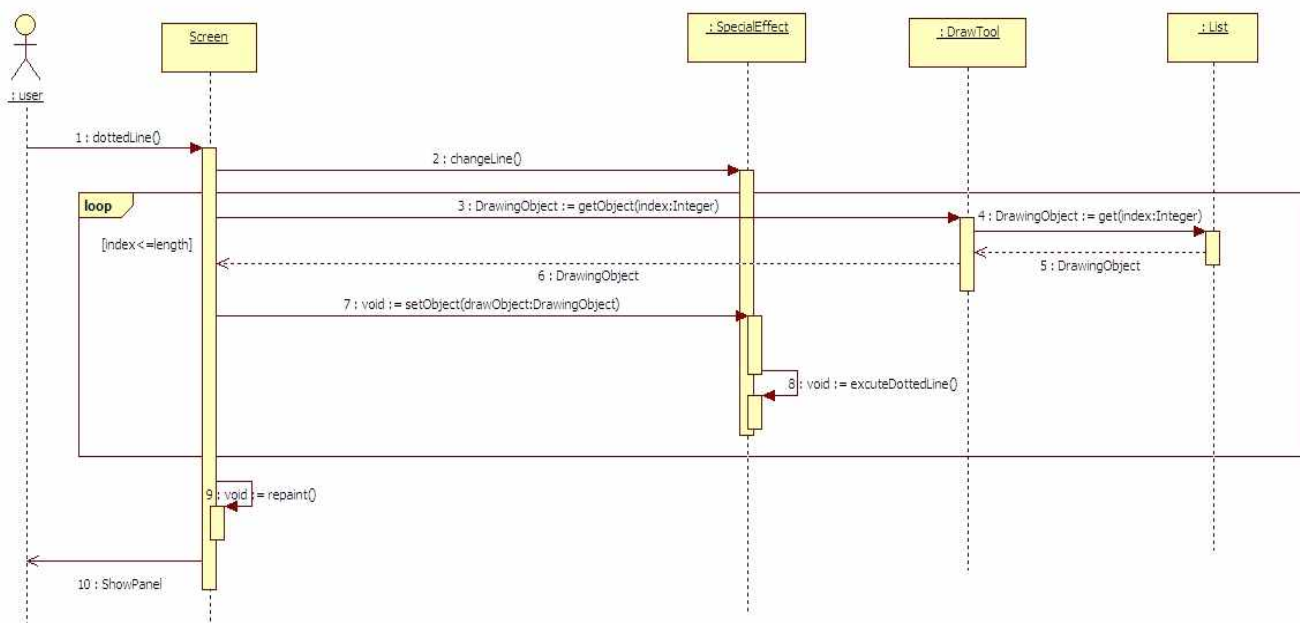 Screen
: SpecialEffect
: DrawTool
: List
: user
1 : dottedLine()
2 : changeLine()
loop
3 : DrawingObject := getObject(index:Integer)
4 : DrawingObject := get(index:Integer)
[index<=length]
5 : DrawingObject
6 : DrawingObject
7 : void := setObject(drawObject:DrawingObject)
8 : void := excuteDottedLine()
9 : void := repaint()
10 : ShowPanel